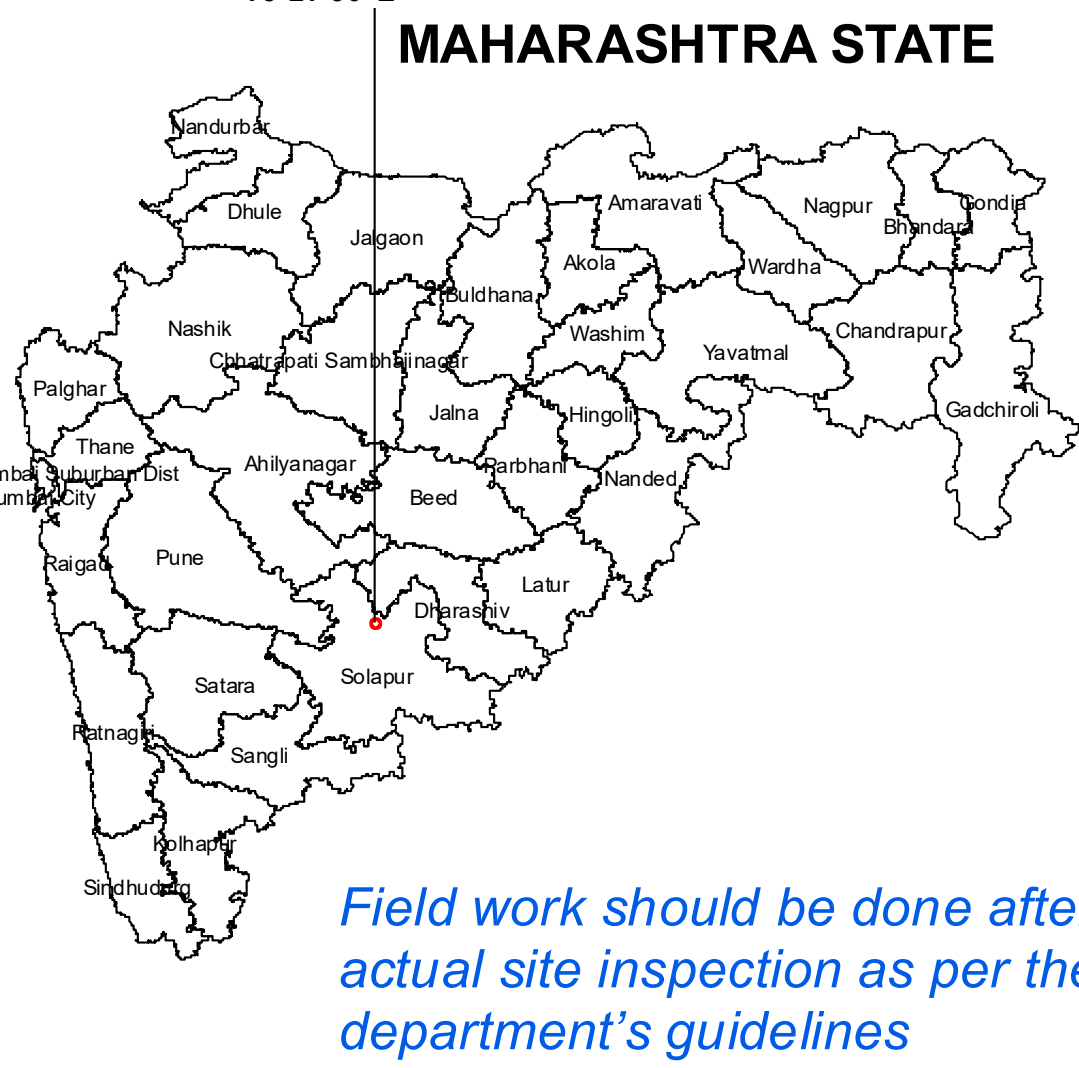 MAHARASHTRA STATE
Nandurbar
Dhule
Jalgaon
Amaravati
Nagpur
Gondia
Bhandara
Akola
Wardha
Buldhana
Nashik
Washim
Chandrapur
Chhatrapati Sambhajinagar
Yavatmal
Palghar
Jalna
Hingoli
Gadchiroli
Thane
Ahilyanagar
Parbhani
Suburban Dist
Nanded
City
Beed
Raigad
Pune
Latur
Dharashiv
Solapur
Satara
Ratnagiri
Sangli
Kolhapur
Sindhudurg
Field work should be done afte
actual site inspection as per the
department’s guidelines